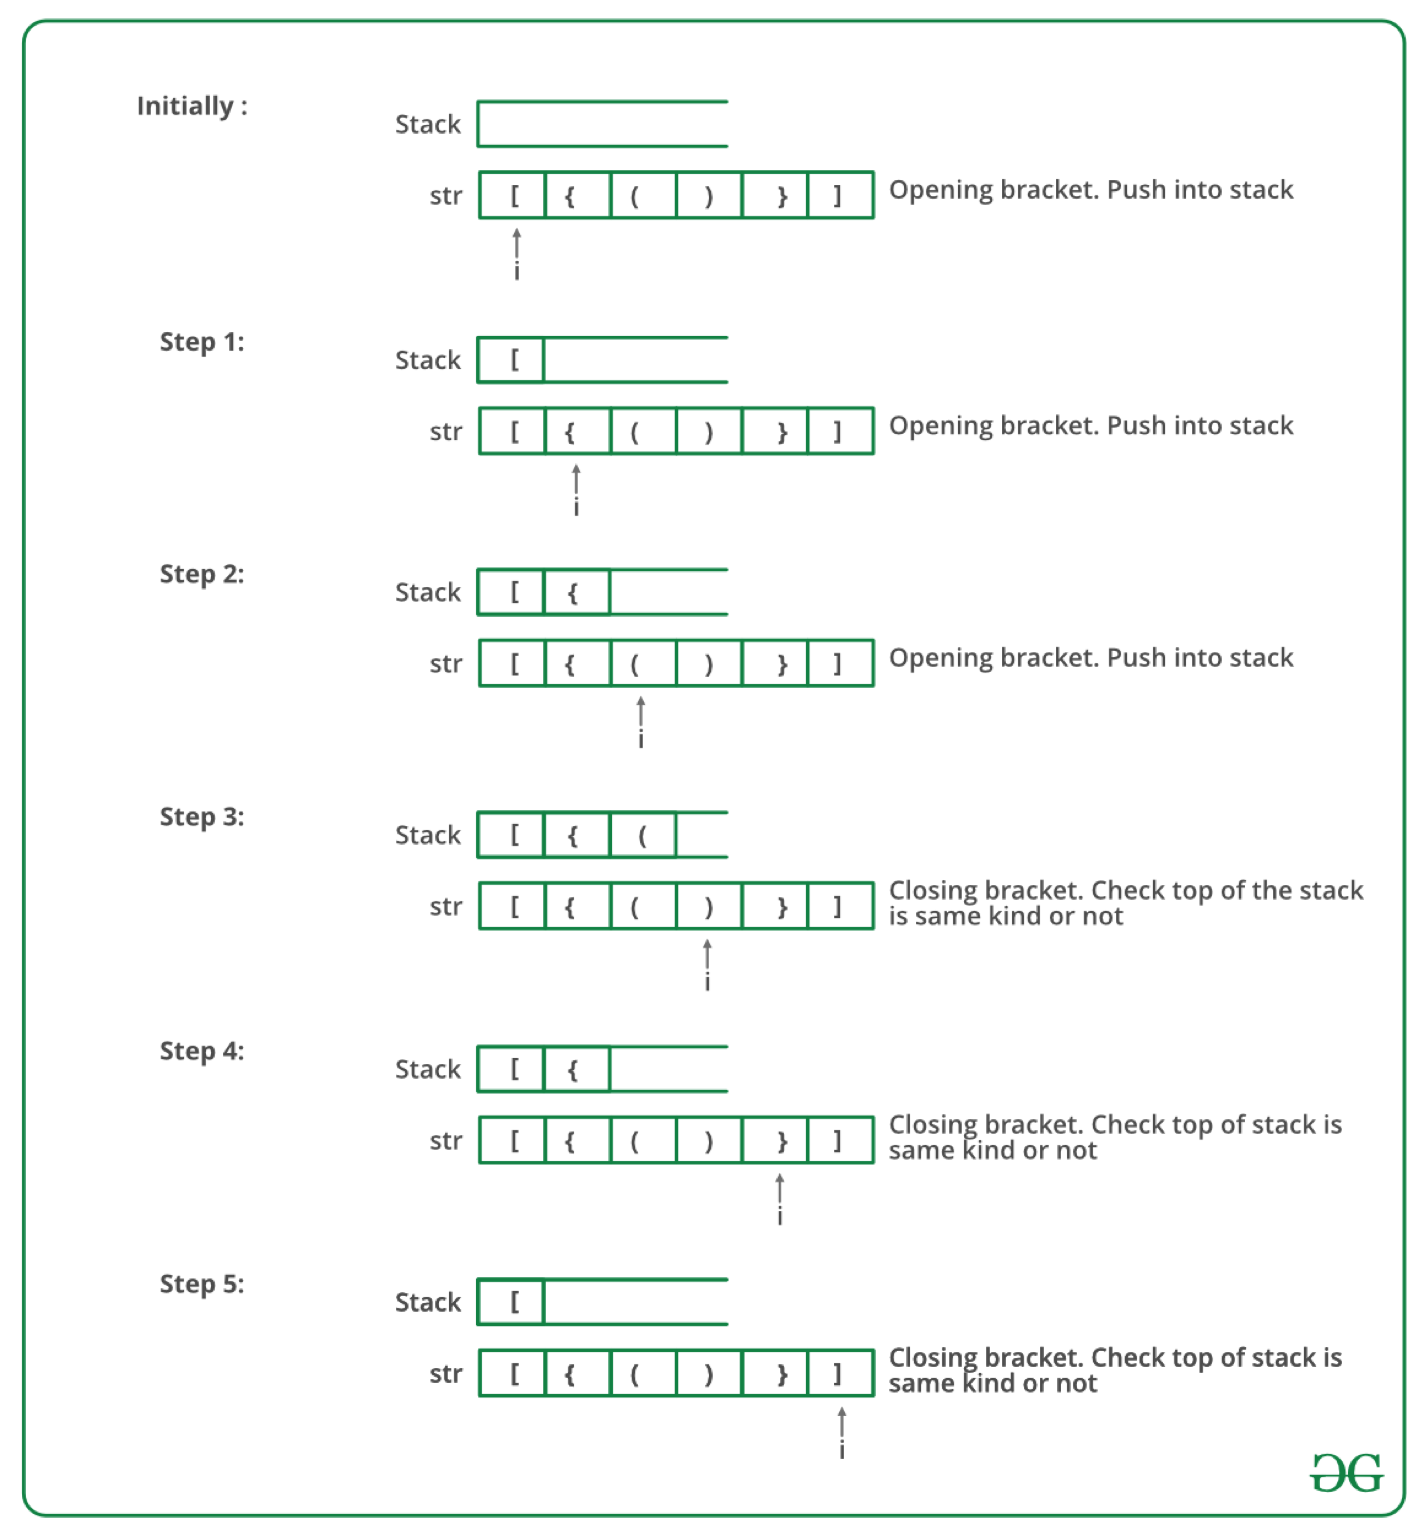 Initially :
Stack
str [ { ( ) } ] Opening bracket. Push into stack
i
Step 1:
Stack [
str [ { ( ) } ] Opening bracket. Push into stack
i
Step 2:
Stack [ {
str [ { ( ) } ] Opening bracket. Push into stack
i
Step 3:
Stack [ { (
str [ { ( ) } ] Closing bracket. Check top of the stack
is same kind or not
i
Step 4:
Stack [ {
str [ { ( ) } ] Closing bracket. Check top of stack is
same kind or not
i
Step 5:
Stack [
str [ { ( ) } ] Closing bracket. Check top of stack is
same kind or not
i